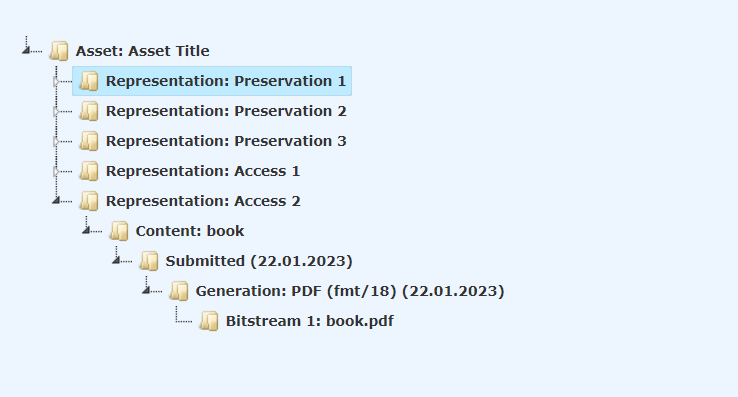 Asset: Asset Title
Representation: Preservation 1
Representation: Preservation 2
Representation: Preservation 3
Representation: Access 1
Representation: Access 2
Content: book
Submitted (22.01.2023)
Generation: PDF (fmt/18) (22.01.2023)
Bitstream 1: book.pdf